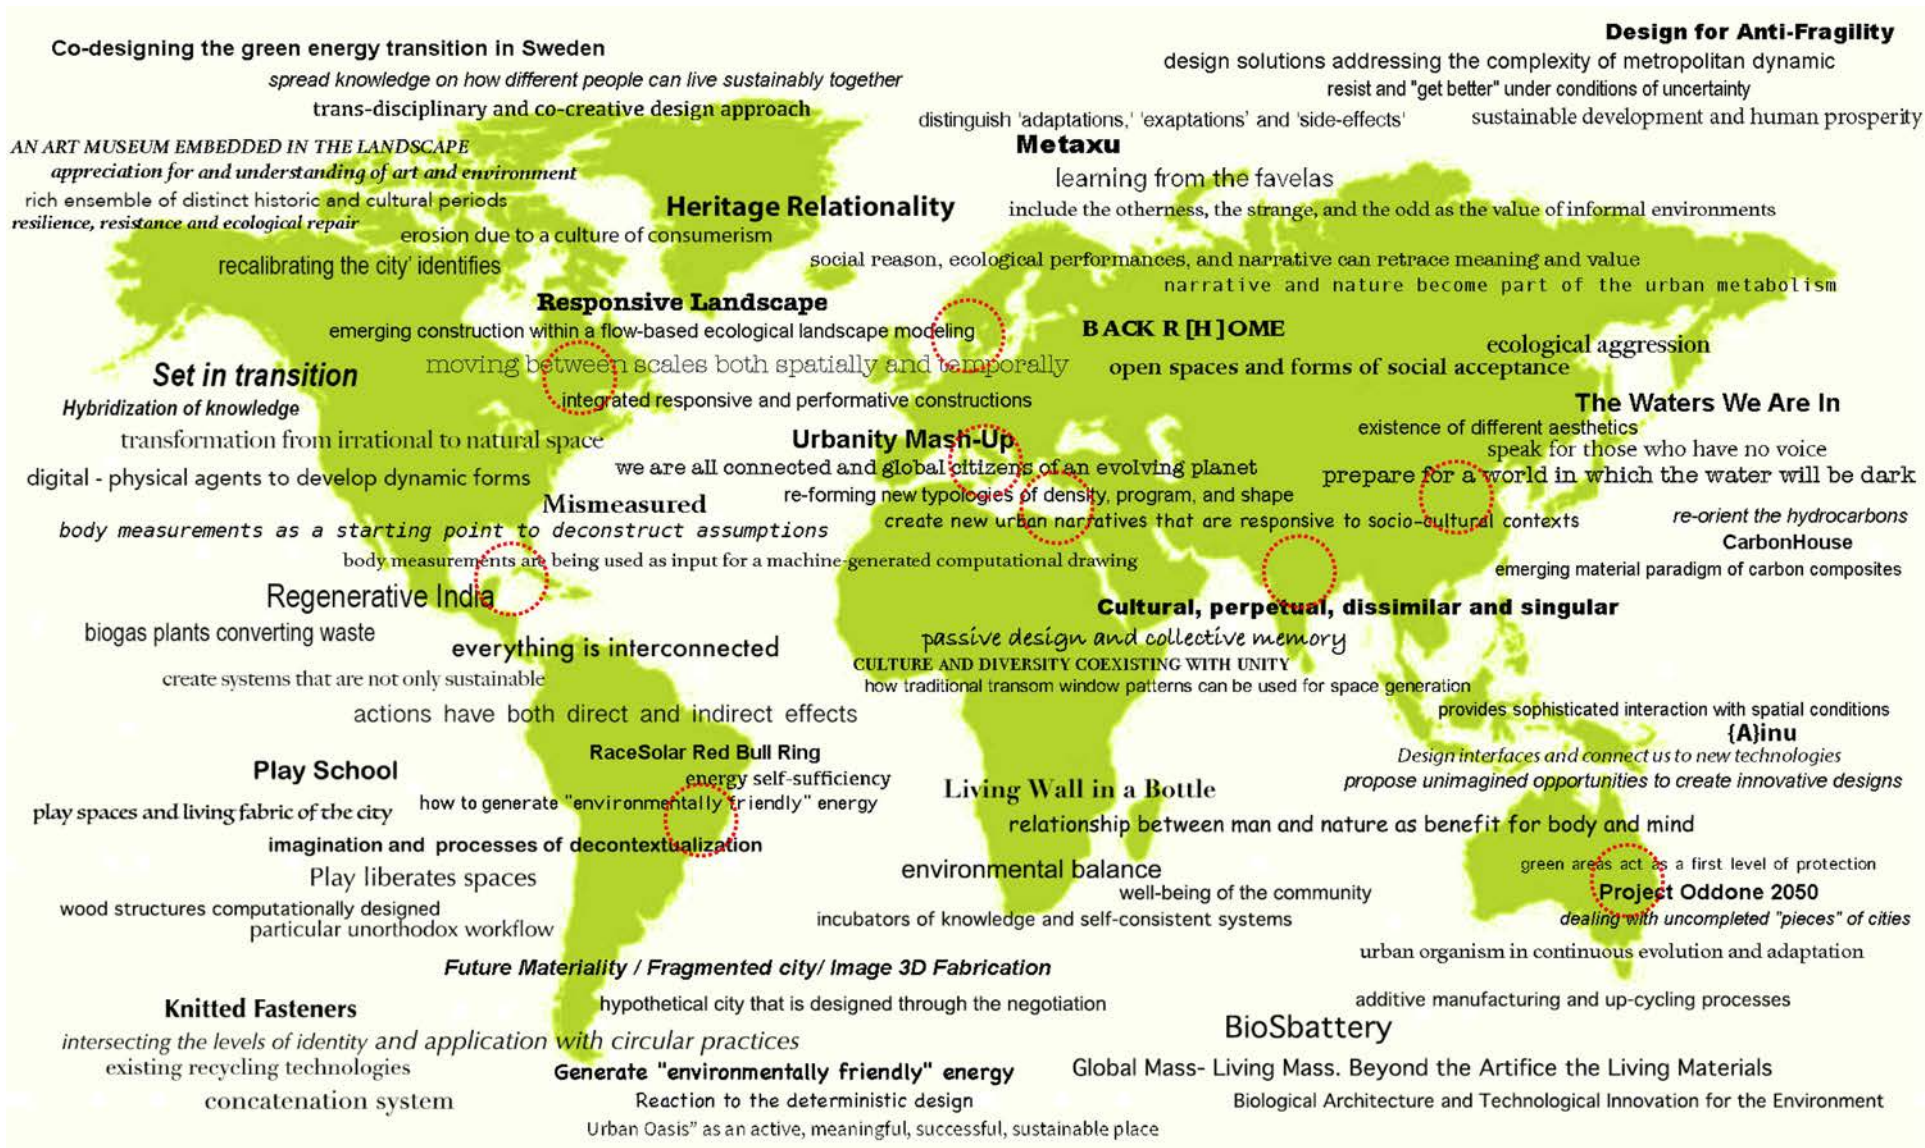 Design for Anti-Fragility
Co-designing the green energy transition in Sweden
design solutions addressing the complexity of metropolitan dynamic
spread knowledge on how different people can live sustainably together
resist and "get better" under conditions of uncertainty
trans-disciplinary and co-creative design approach
distinguish 'adaptations,' 'exaptations' and 'side-effects'
sustainable development and human prosperity
AN ART MUSEUM EMBEDDED IN THE LANDSCAPE
Metaxu
appreciation for and understanding of art and environment
learning from the favelas
rich ensemble of distinct historic and cultural periods
Heritage Relationality
include the otherness, the strange, and the odd as the value of informal environments
resilience, resistance and ecological repair
erosion due to a culture of consumerism
recalibrating the city' identifies
social reason, ecological performances, and narrative can retrace meaning and value
narrative and nature become part of the urban metabolism
Responsive Landscape
emerging construction within a flow-based ecological landscape modeling
BACK R [H]OME
ecological aggression
moving between scales both spatially and temporally
open spaces and forms of social acceptance
Set in transition
integrated responsive and performative constructions
The Waters We Are In
Hybridization of knowledge
existence of different aesthetics
transformation from irrational to natural space
Urbanity Mash-Up
speak for those who have no voice
we are all connected and global citizens of an evolving planet
prepare for a world in which the water will be dark
digital - physical agents to develop dynamic forms
re-forming new typologies of density, program, and shape
Mismeasured
create new urban narratives that are responsive to socio-cultural contexts
re-orient the hydrocarbons
body measurements as a starting point to deconstruct assumptions
CarbonHouse
body measurements are being used as input for a machine-generated computational drawing
emerging material paradigm of carbon composites
Regenerative India
Cultural, perpetual, dissimilar and singular
biogas plants converting waste
passive design and collective memory
everything is interconnected
CULTURE AND DIVERSITY COEXISTING WITH UNITY
create systems that are not only sustainable
how traditional transom window patterns can be used for space generation
actions have both direct and indirect effects
provides sophisticated interaction with spatial conditions
{A}inu
RaceSolar Red Bull Ring
Design interfaces and connect us to new technologies
Play School
energy self-sufficiency
propose unimagined opportunities to create innovative designs
Living Wall in a Bottle
how to generate "environmentally friendly" energy
play spaces and living fabric of the city
relationship between man and nature as benefit for body and mind
imagination and processes of decontextualization
green areas act as a first level of protection
environmental balance
Play liberates spaces
well-being of the community
Project Oddone 2050
wood structures computationally designed
incubators of knowledge and self-consistent systems
dealing with uncompleted "pieces" of cities
particular unorthodox workflow
urban organism in continuous evolution and adaptation
Future Materiality / Fragmented city/ Image 3D Fabrication
additive manufacturing and up-cycling processes
Knitted Fasteners
hypothetical city that is designed through the negotiation
BioSbattery
intersecting the levels of identity and application with circular practices
existing recycling technologies
Generate "environmentally friendly" energy
Global Mass- Living Mass. Beyond the Artifice the Living Materials
concatenation system
Reaction to the deterministic design
Biological Architecture and Technological Innovation for the Environment
Urban Oasis” as an active, meaningful, successful, sustainable place